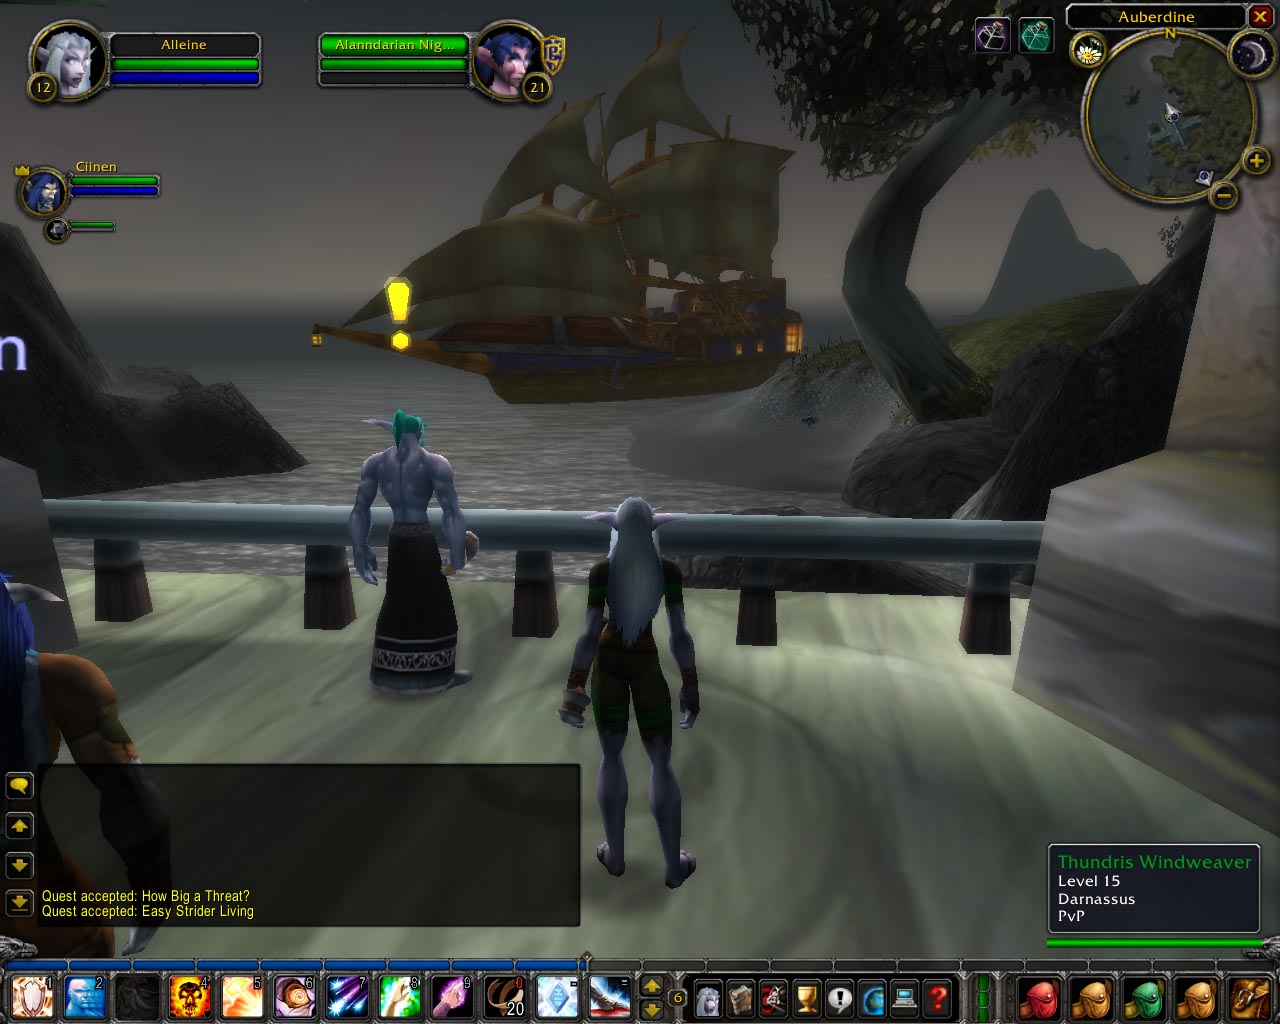 Alleine
12
Alanndarian Nig...
21
Auberdine
N
Ciinen
n
Quest accepted: How Big a Threat?
Quest accepted: Easy Strider Living
Thundris Windweaver
Level 15
Darnassus
PvP
1 2 4 5 6 7 8 9 0 - =
20
6